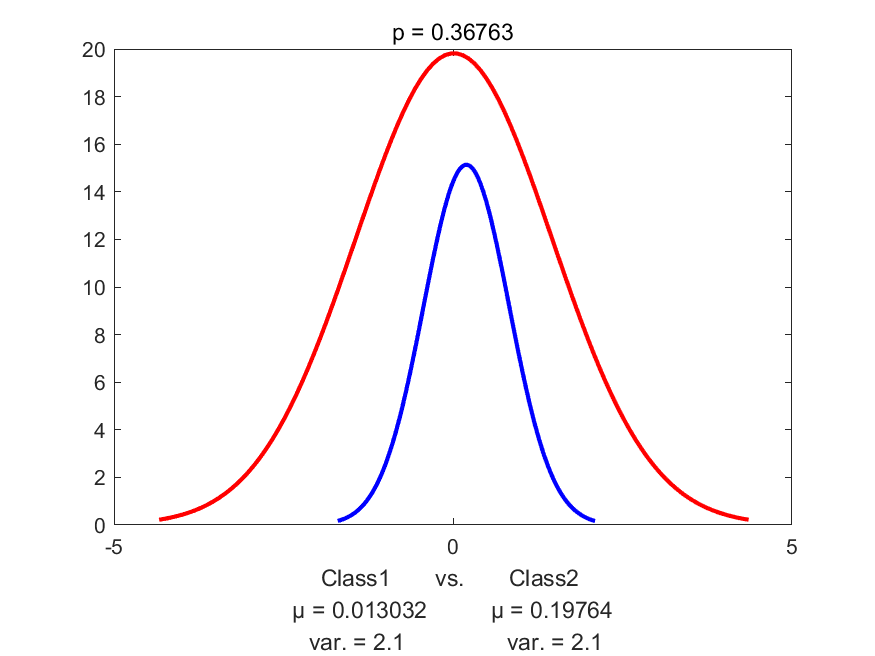 p = 0.36763
20
18
16
14
12
10
8
6
4
2
0
-5 0 5
Class1 vs. Class2
μ = 0.013032 μ = 0.19764
var. = 2.1 var. = 2.1